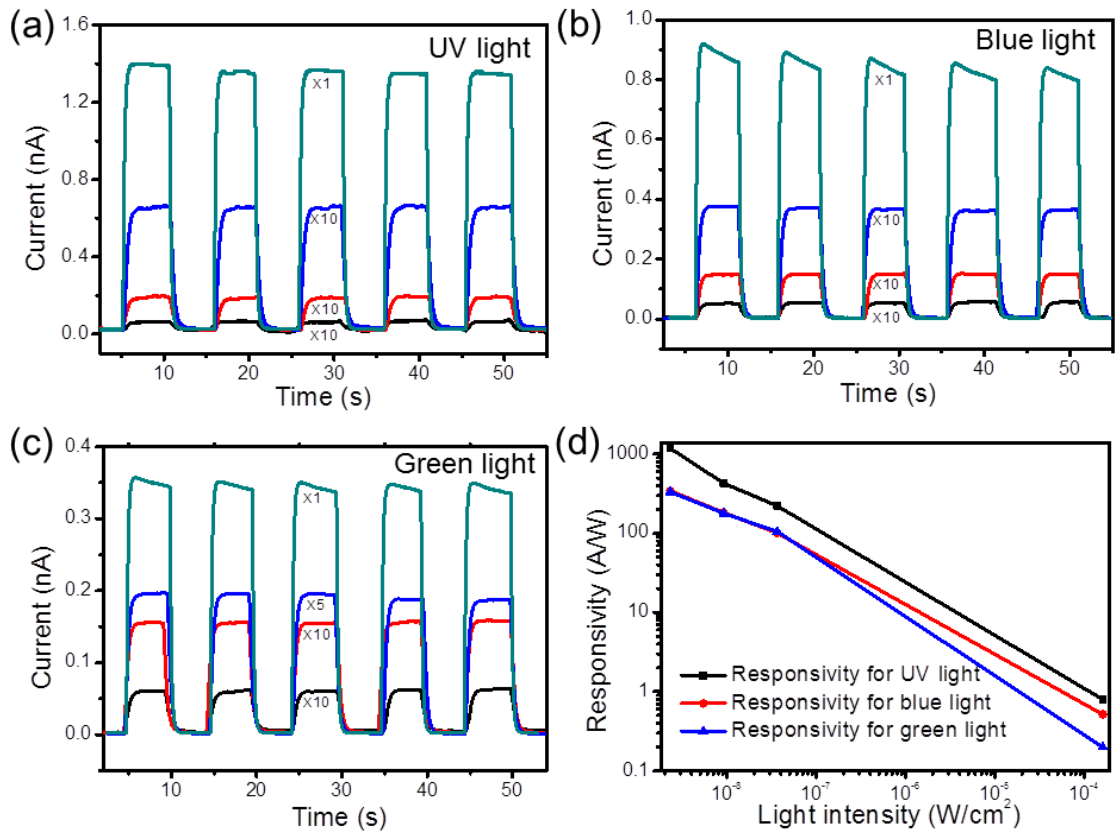 (a)
UV light
Current (nA)
1.6
1.2
0.8
0.4
0.0
X1
X10
X10
X10
10 20 30 40 50
Time (s)
(b)
Blue light
Current (nA)
1.0
0.8
0.6
0.4
0.2
0.0
X1
X10
X10
X10
10 20 30 40 50
Time (s)
(c)
Green light
Current (nA)
0.4
0.3
0.2
0.1
0.0
X1
X5
X10
X10
10 20 30 40 50
Time (s)
(d)
Responsivity (A/W)
1000
100
10
1
0.1
Responsivity for UV light
Responsivity for blue light
Responsivity for green light
10⁻⁸ 10⁻⁷ 10⁻⁶ 10⁻⁵ 10⁻⁴
Light intensity (W/cm²)